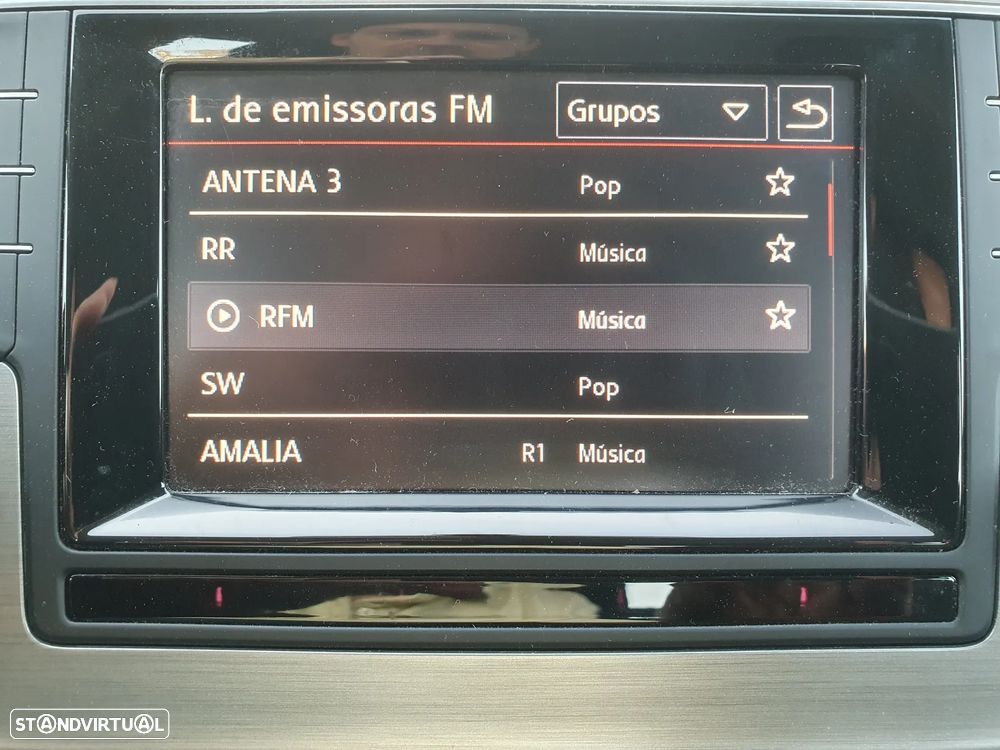 L. de emissoras FM Grupos
ANTENA 3 Pop
RR Música
RFM Música
SW Pop
AMALIA R1 Música
STANDVIRTUAL